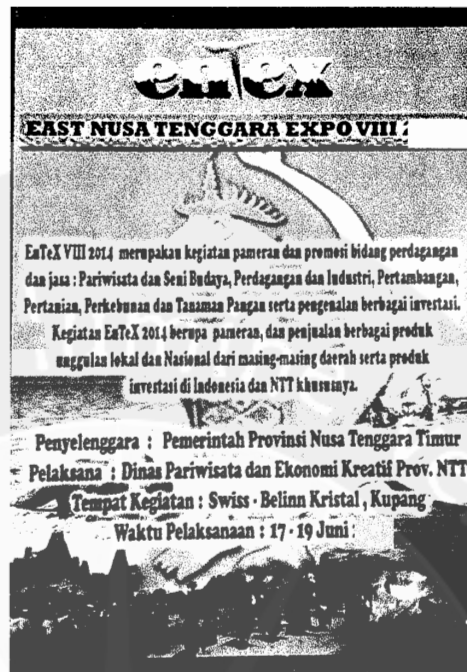 enTex
EAST NUSA TENGGARA EXPO VIII
EnTeX VIII 2014 merupakan kegiatan pameran dan promosi bidang perdagangan
dan jasa : Pariwisata dan Seni Budaya, Perdagangan dan Industri, Pertambangan,
Pertanian, Perkebunan dan Tanaman Pangan serta pengenalan berbagai investasi.
Kegiatan EnTeX 2014 berupa pameran, dan penjualan berbagai produk
unggulan lokal dan Nasional dari masing-masing daerah serta produk
investasi di Indonesia dan NTT khususnya.
Penyelenggara : Pemerintah Provinsi Nusa Tenggara Timur
Pelaksana : Dinas Pariwisata dan Ekonomi Kreatif Prov. NTT
Tempat Kegiatan : Swiss - Belinn Kristal , Kupang
Waktu Pelaksanaan : 17 - 19 Juni